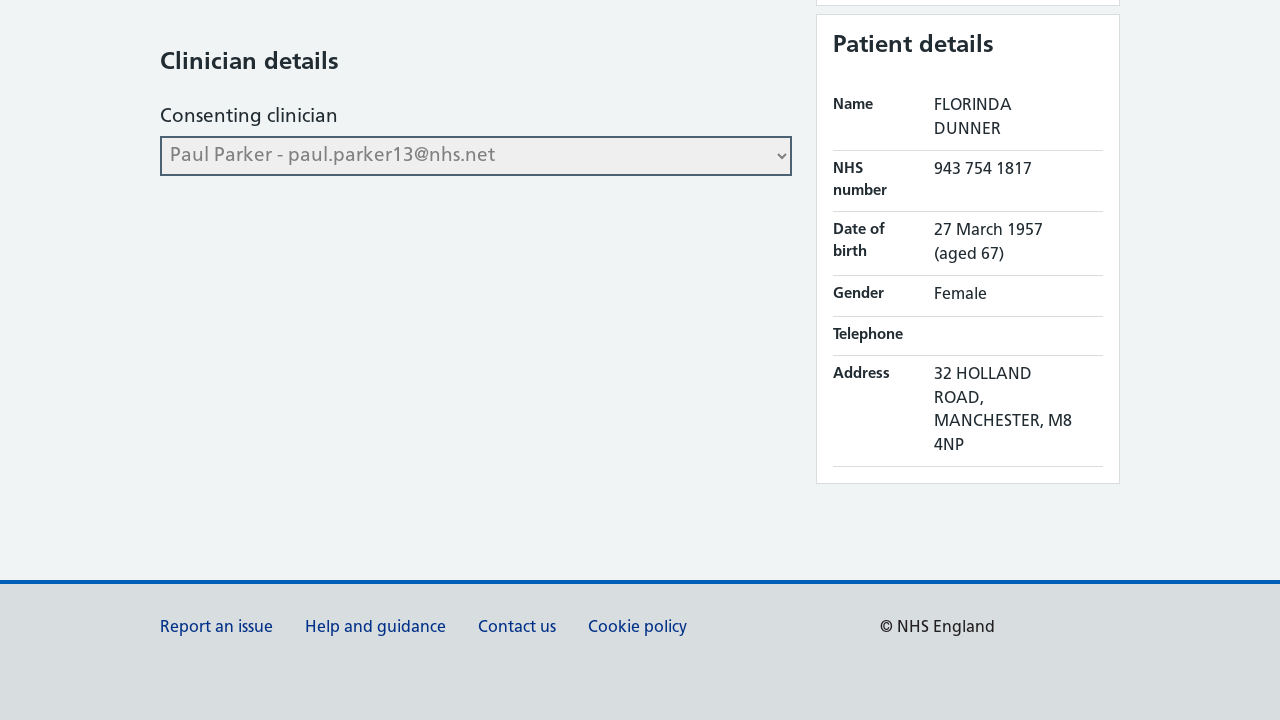 Clinician details
Consenting clinician
Paul Parker - paul.parker13@nhs.net
Patient details
Name
FLORINDA
DUNNER
NHS
number
943 754 1817
Date of
birth
27 March 1957
(aged 67)
Gender
Female
Telephone
Address
32 HOLLAND
ROAD,
MANCHESTER, M8
4NP
Report an issue
Help and guidance
Contact us
Cookie policy
© NHS England